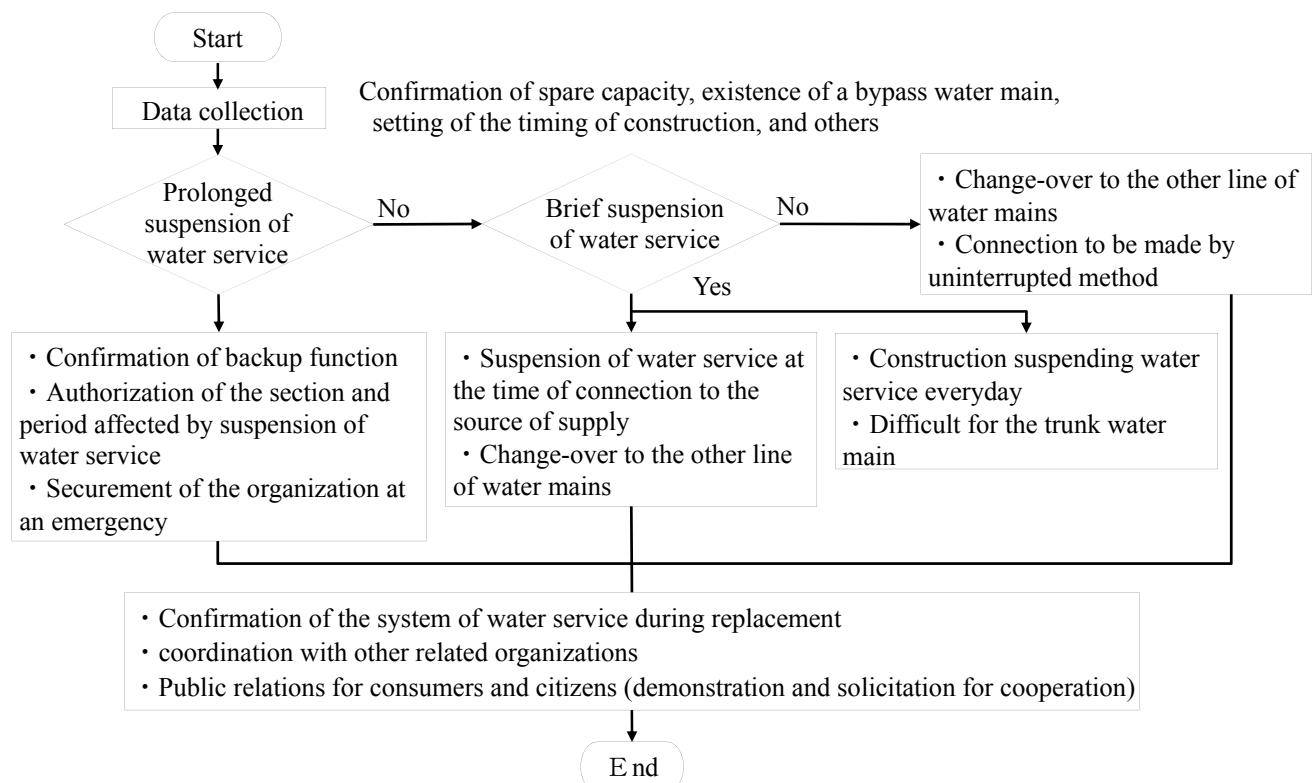 Start
Data collection
Confirmation of spare capacity, existence of a bypass water main,
setting of the timing of construction, and others
Prolonged
suspension of
water service
No
Brief suspension
of water service
No
・Change-over to the other line of
water mains
・Connection to be made by
uninterrupted method
Yes
・Confirmation of backup function
・Authorization of the section and
period affected by suspension of
water service
・Securement of the organization at
an emergency
・Suspension of water service at
the time of connection to the
source of supply
・Change-over to the other line
of water mains
・Construction suspending water
service everyday
・Difficult for the trunk water
main
・Confirmation of the system of water service during replacement
・coordination with other related organizations
・Public relations for consumers and citizens (demonstration and solicitation for cooperation)
End